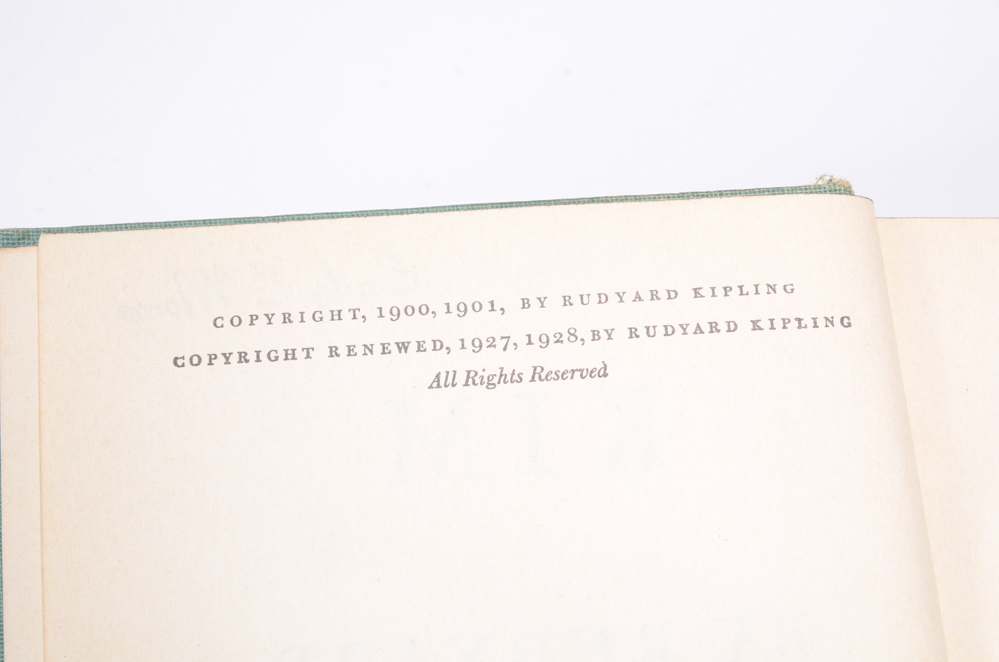 COPYRIGHT, 1900, 1901, BY RUDYARD KIPLING
COPYRIGHT RENEWED, 1927, 1928, BY RUDYARD KIPLING
All Rights Reserved